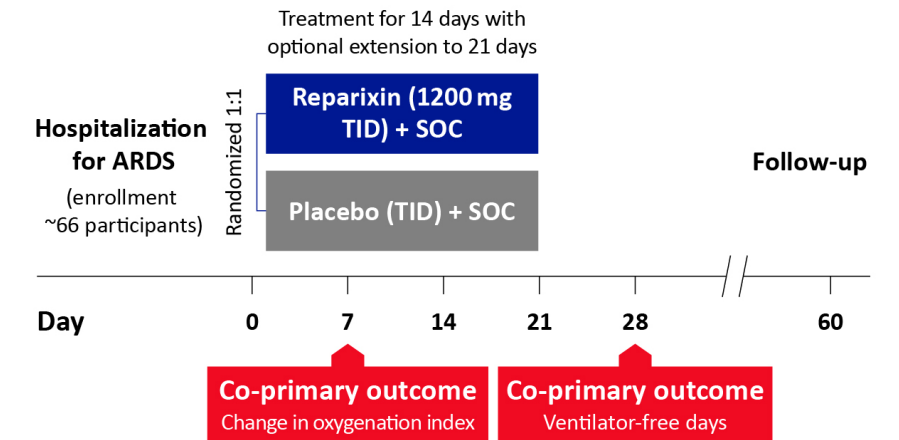 Treatment for 14 days with
optional extension to 21 days
Hospitalization
for ARDS
(enrollment
~66 participants)
Randomized 1:1
Reparixin (1200 mg
TID) + SOC
Placebo (TID) + SOC
Follow-up
Day 0 7 14 21 28 60
Co-primary outcome
Change in oxygenation index
Co-primary outcome
Ventilator-free days